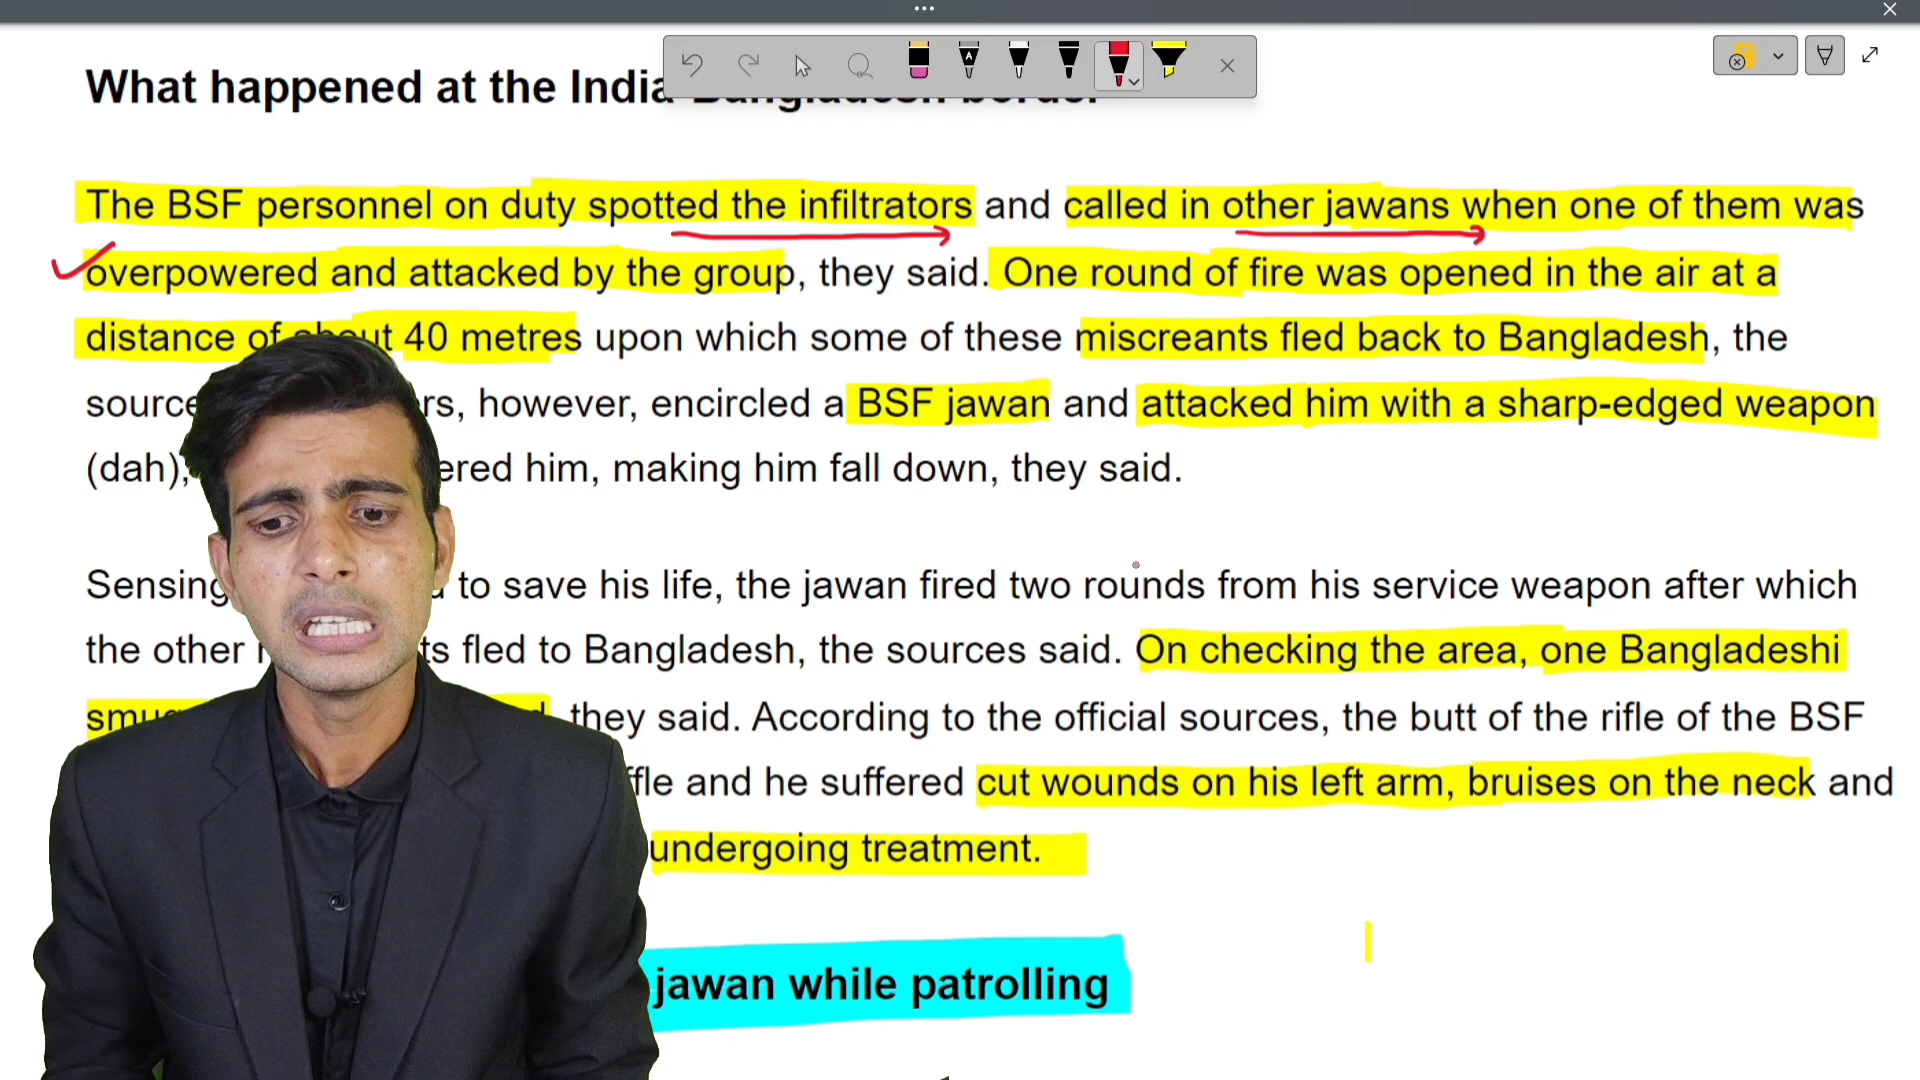 What happened at the India-Bangladesh border
The BSF personnel on duty spotted the infiltrators and called in other jawans when one of them was
overpowered and attacked by the group, they said. One round of fire was opened in the air at a
distance of about 40 metres upon which some of these miscreants fled back to Bangladesh, the
however, encircled a BSF jawan and attacked him with a sharp-edged weapon
(dah), him, making him fall down, they said.
Sensing to save his life, the jawan fired two rounds from his service weapon after which
the other fled to Bangladesh, the sources said. On checking the area, one Bangladeshi
they said. According to the official sources, the butt of the rifle of the BSF
and he suffered cut wounds on his left arm, bruises on the neck and
undergoing treatment.
jawan while patrolling